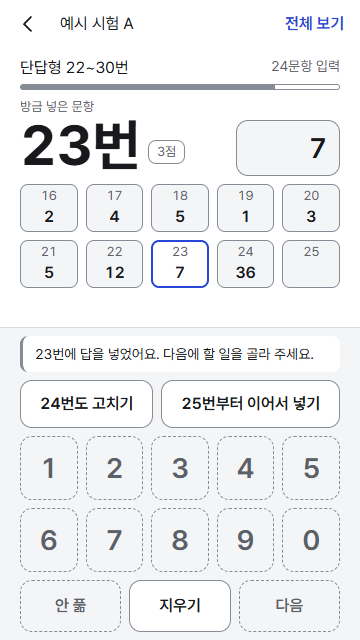 예시 시험 A 전체 보기
단답형 22~30번 24문항 입력
방금 넣은 문항
23번 3점 7
16 17 18 19 20
2 4 5 1 3
21 22 23 24 25
5 12 7 36
23번에 답을 넣었어요. 다음에 할 일을 골라 주세요.
24번도 고치기 25번부터 이어서 넣기
1 2 3 4 5
6 7 8 9 0
안 풂 지우기 다음